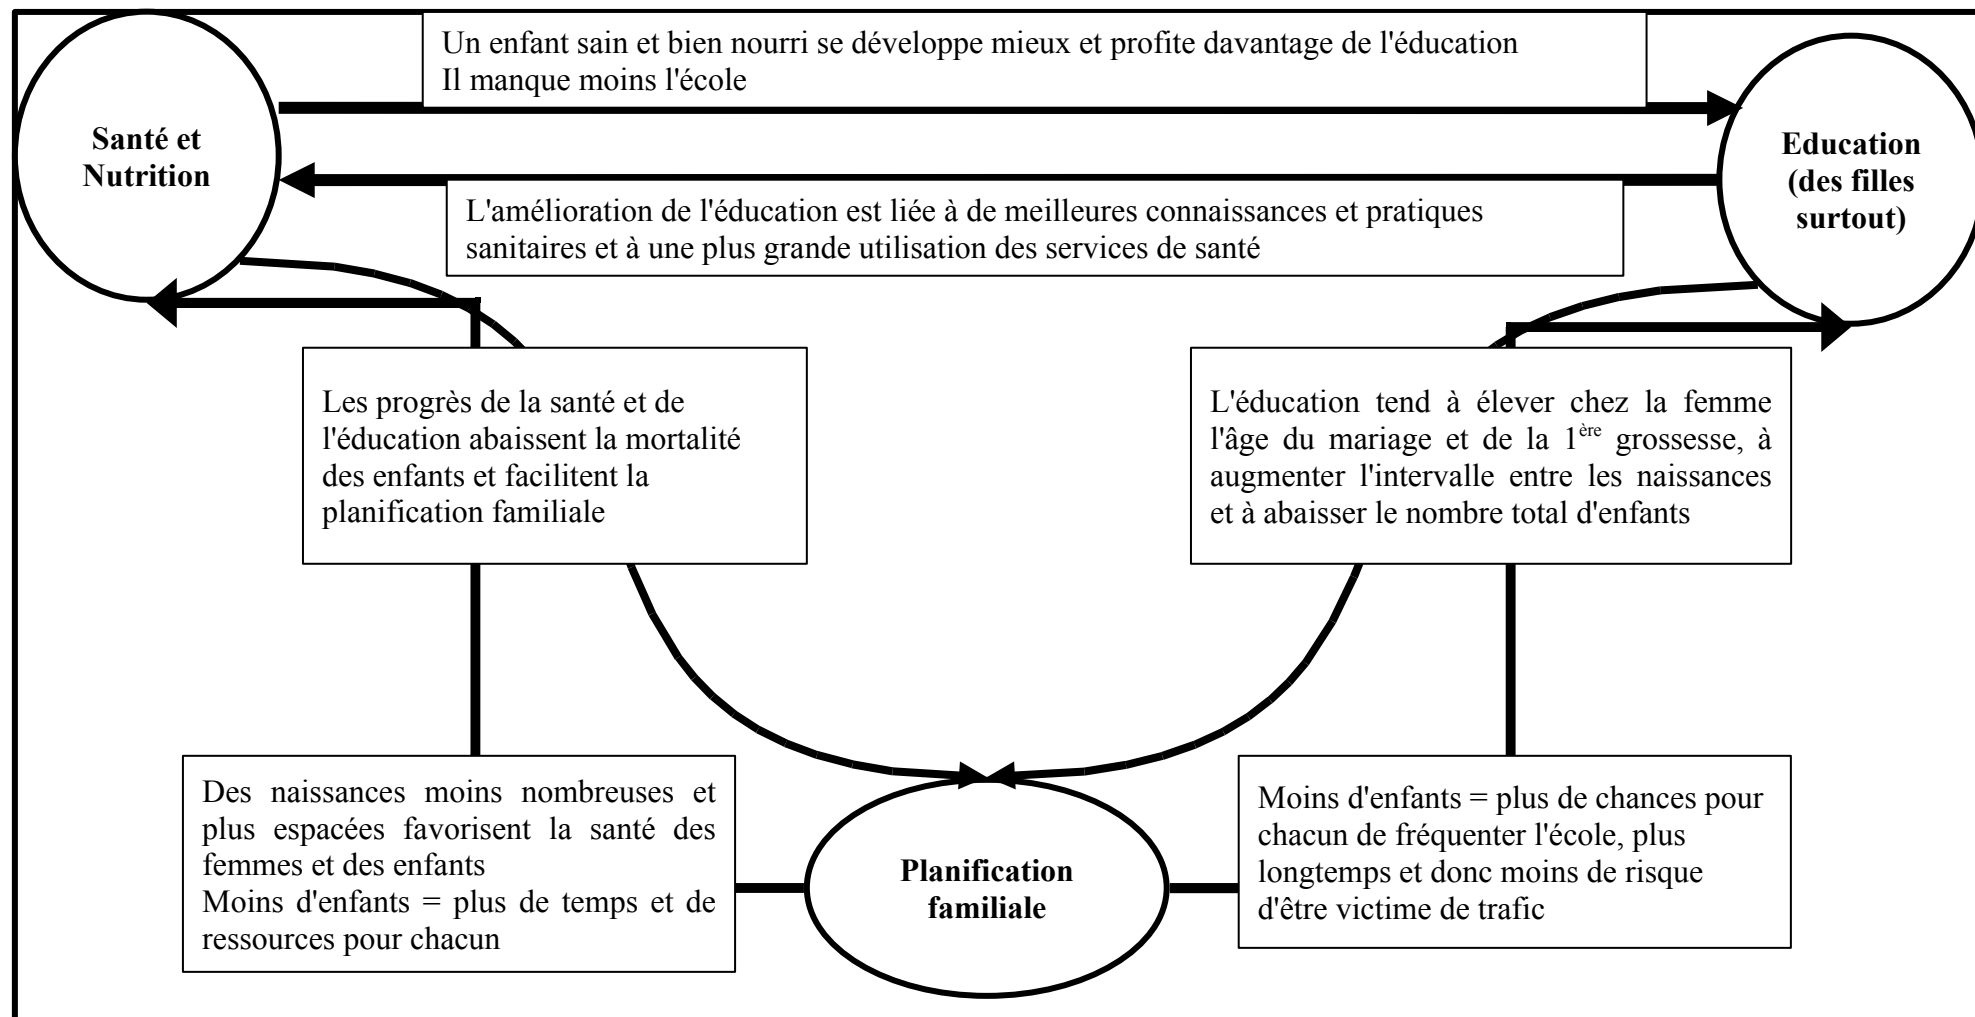 Un enfant sain et bien nourri se développe mieux et profite davantage de l'éducation
Il manque moins l'école
Santé et
Nutrition
Education
(des filles
surtout)
L'amélioration de l'éducation est liée à de meilleures connaissances et pratiques
sanitaires et à une plus grande utilisation des services de santé
Les progrès de la santé et de
l'éducation abaissent la mortalité
des enfants et facilitent la
planification familiale
L'éducation tend à élever chez la femme
l'âge du mariage et de la 1ère grossesse, à
augmenter l'intervalle entre les naissances
et à abaisser le nombre total d'enfants
Des naissances moins nombreuses et
plus espacées favorisent la santé des
femmes et des enfants
Moins d'enfants = plus de temps et de
ressources pour chacun
Planification
familiale
Moins d'enfants = plus de chances pour
chacun de fréquenter l'école, plus
longtemps et donc moins de risque
d'être victime de trafic